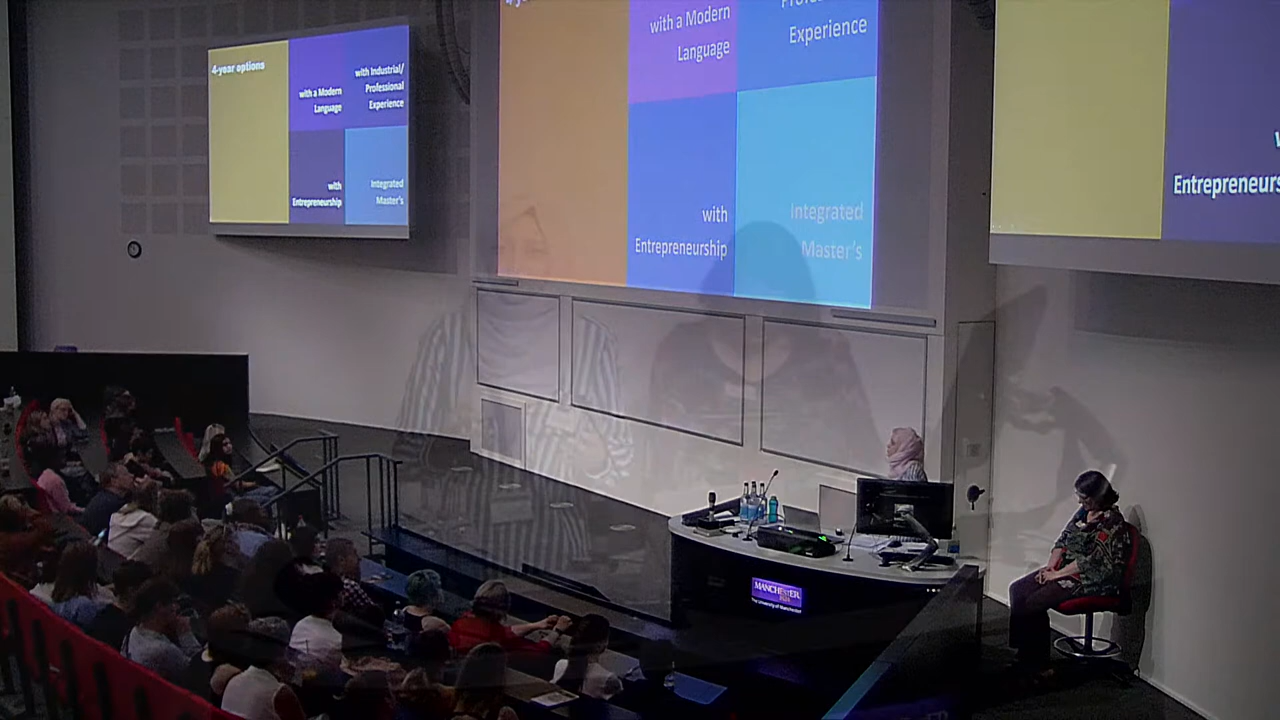 4-year options
with a Modern
Language
with Industrial/
Professional
Experience
with
Entrepreneurship
Integrated
Master's
with a Modern
Language
Experience
with
Entrepreneurship
Integrated
Master's
MANCHESTER
1824
The University of Manchester